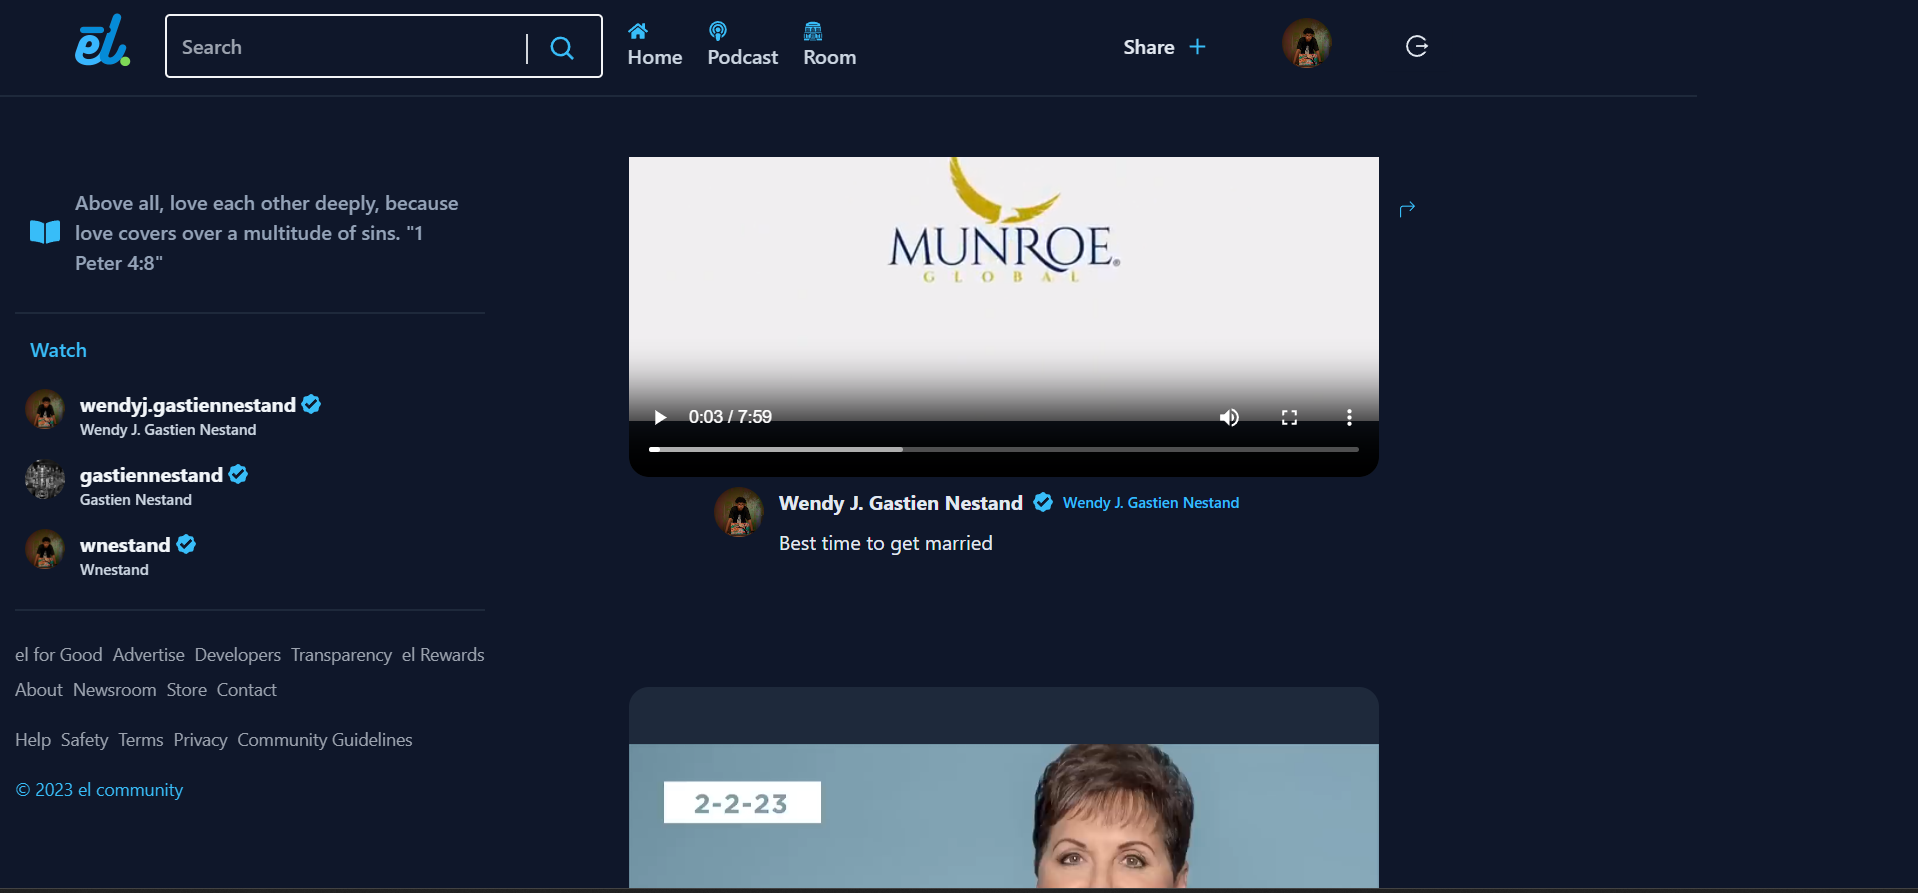 ēl.
Search
Home
Podcast
Room
Share
Above all, love each other deeply, because
love covers over a multitude of sins. "1
Peter 4:8"
Watch
wendyj.gastiennestand
Wendy J. Gastien Nestand
gastiennestand
Gastien Nestand
wnestand
Wnestand
el for Good Advertise Developers Transparency el Rewards
About Newsroom Store Contact
Help Safety Terms Privacy Community Guidelines
© 2023 el community
MUNROE®
GLOBAL
0:03 / 7:59
Wendy J. Gastien Nestand Wendy J. Gastien Nestand
Best time to get married
2-2-23